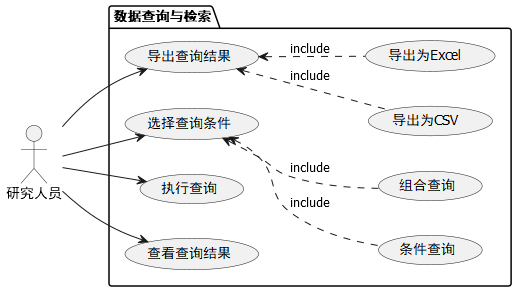 数据查询与检索
导出查询结果
include
导出为Excel
include
导出为CSV
选择查询条件
研究人员
执行查询
include
组合查询
include
条件查询
查看查询结果